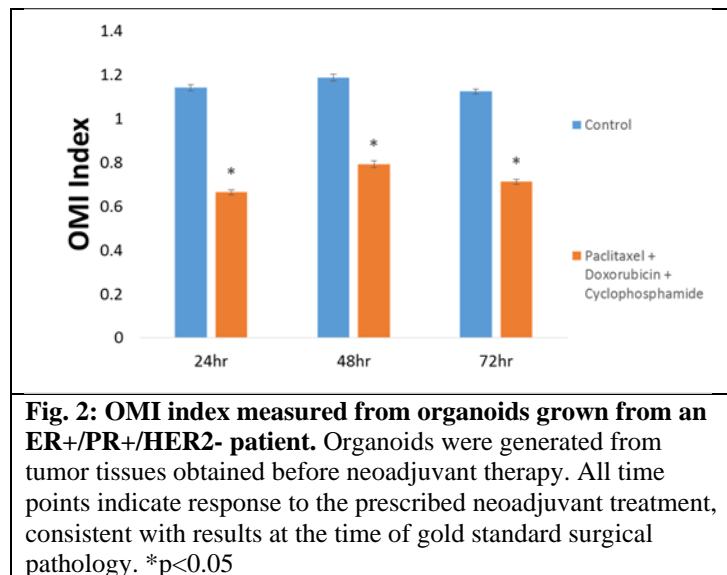 1.4
1.2
1
0.8
0.6
0.4
0.2
0
OMI Index
*
*
*
24hr
48hr
72hr
Control
Paclitaxel +
Doxorubicin +
Cyclophosphamide
Fig. 2: OMI index measured from organoids grown from an
ER+/PR+/HER2- patient. Organoids were generated from
tumor tissues obtained before neoadjuvant therapy. All time
points indicate response to the prescribed neoadjuvant treatment,
consistent with results at the time of gold standard surgical
pathology. *p<0.05